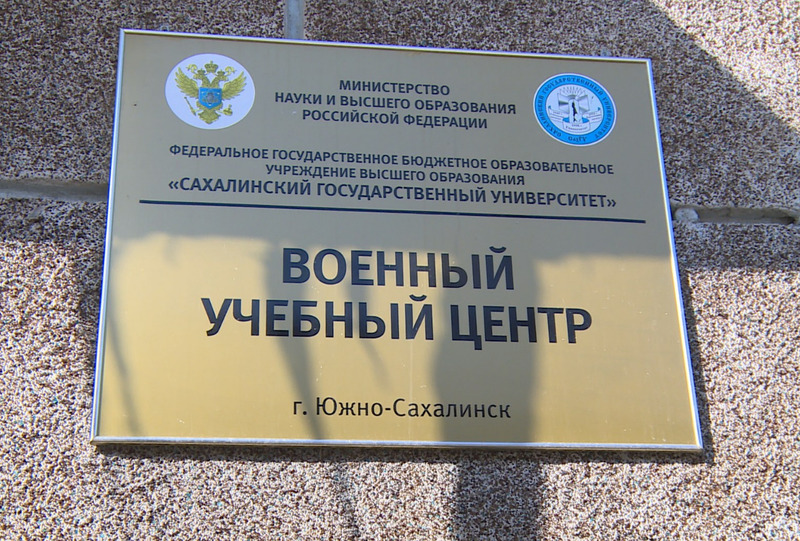 МИНИСТЕРСТВО
НАУКИ И ВЫСШЕГО ОБРАЗОВАНИЯ
РОССИЙСКОЙ ФЕДЕРАЦИИ
ФЕДЕРАЛЬНОЕ ГОСУДАРСТВЕННОЕ БЮДЖЕТНОЕ ОБРАЗОВАТЕЛЬНОЕ
УЧРЕЖДЕНИЕ ВЫСШЕГО ОБРАЗОВАНИЯ
«САХАЛИНСКИЙ ГОСУДАРСТВЕННЫЙ УНИВЕРСИТЕТ»
ВОЕННЫЙ
УЧЕБНЫЙ ЦЕНТР
г. Южно-Сахалинск